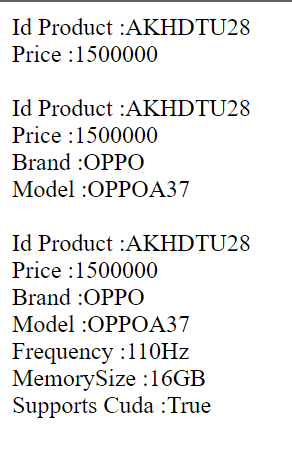 Id Product :AKHDTU28
Price :1500000
Id Product :AKHDTU28
Price :1500000
Brand :OPPO
Model :OPPOA37
Id Product :AKHDTU28
Price :1500000
Brand :OPPO
Model :OPPOA37
Frequency :110Hz
MemorySize :16GB
Supports Cuda :True